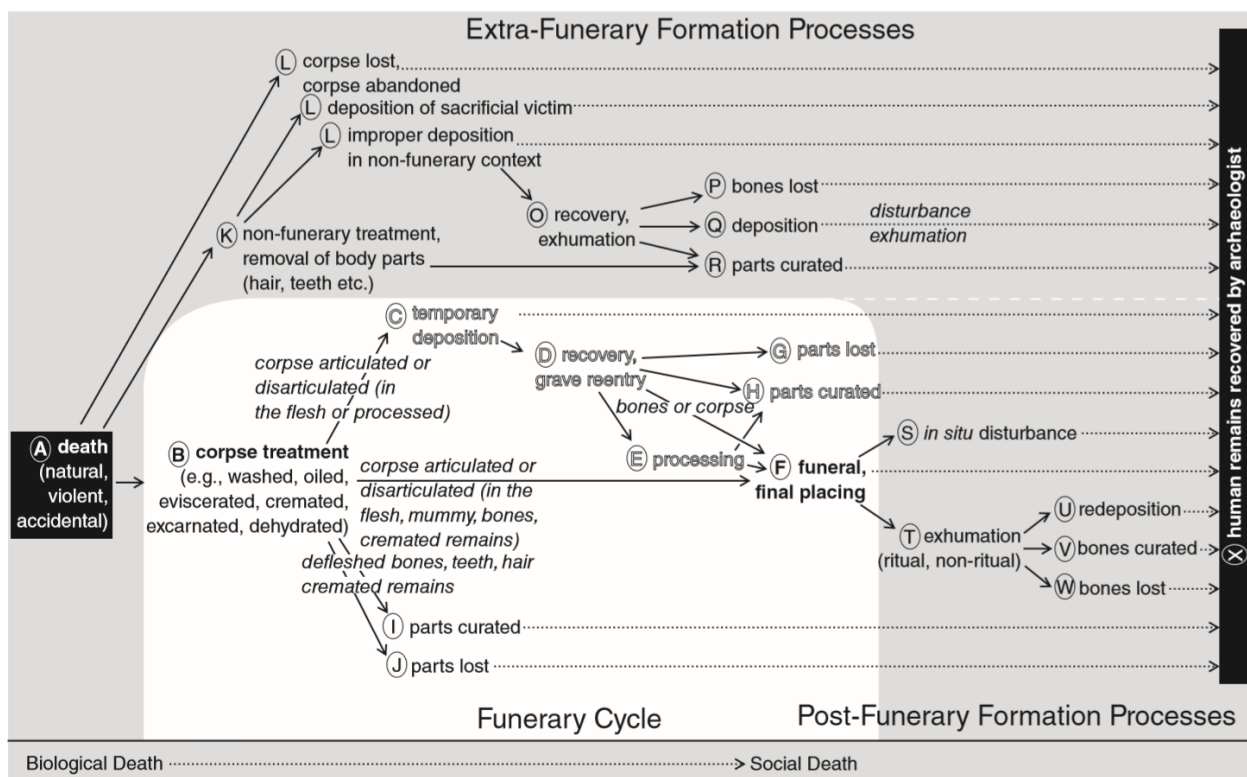 Extra-Funerary Formation Processes
L corpse lost,
corpse abandoned
L deposition of sacrificial victim
L improper deposition
in non-funerary context
K non-funerary treatment,
removal of body parts
(hair, teeth etc.)
O recovery,
exhumation
P bones lost
Q deposition
R parts curated
disturbance
exhumation
C temporary
deposition
D recovery,
grave reentry
G parts lost
H parts curated
bones or corpse
E processing
corpse articulated or
disarticulated (in
the flesh or processed)
A death
(natural,
violent,
accidental)
B corpse treatment
(e.g., washed, oiled,
eviscerated, cremated,
excarnated, dehydrated)
corpse articulated or
disarticulated (in the
flesh, mummy, bones,
cremated remains)
defleshed bones, teeth, hair
cremated remains
F funeral,
final placing
S in situ disturbance
T exhumation
(ritual, non-ritual)
U redeposition
V bones curated
W bones lost
I parts curated
J parts lost
X human remains recovered by archaeologist
Funerary Cycle
Post-Funerary Formation Processes
Biological Death
Social Death